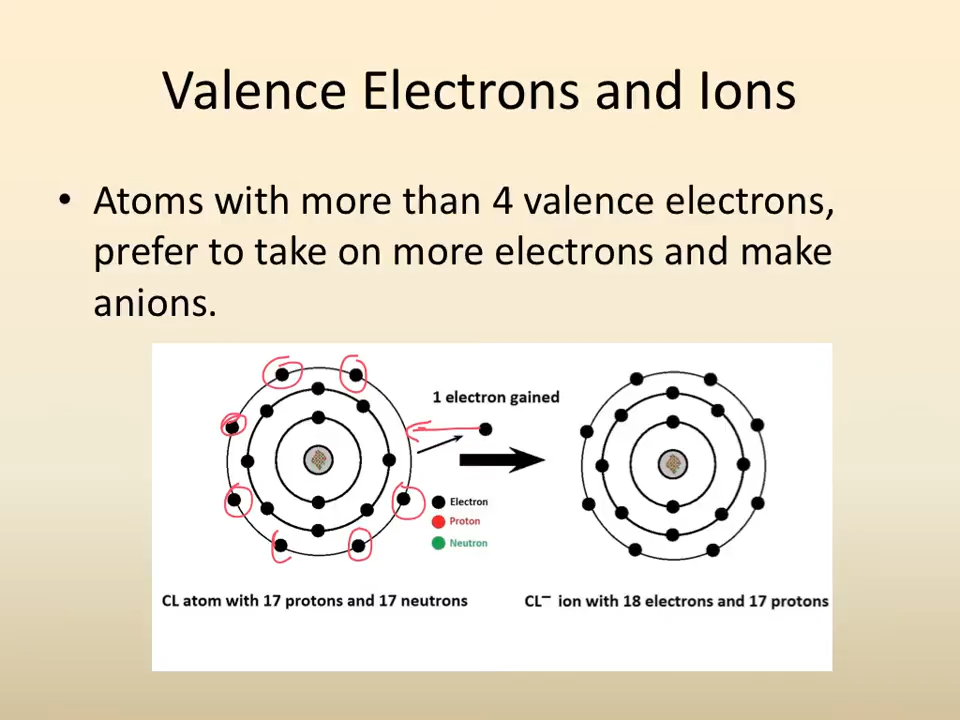 Valence Electrons and Ions
• Atoms with more than 4 valence electrons,
prefer to take on more electrons and make
anions.
1 electron gained
Electron
Proton
Neutron
CL atom with 17 protons and 17 neutrons
CL⁻ ion with 18 electrons and 17 protons